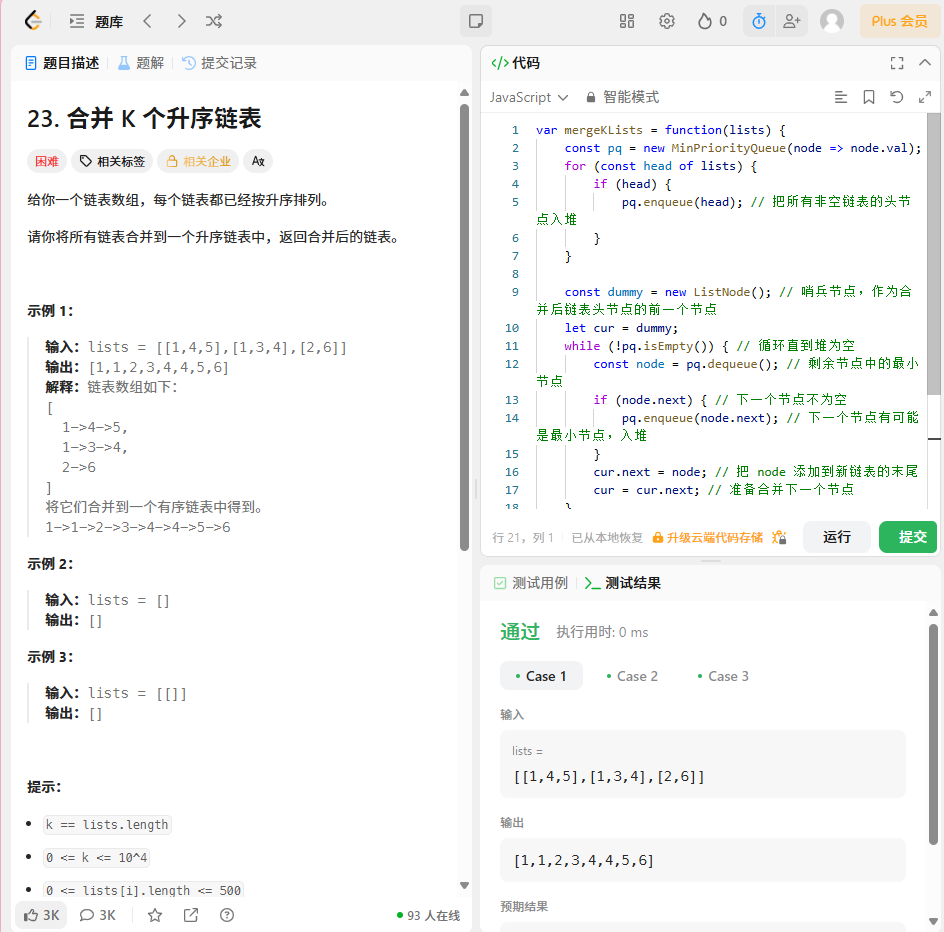 题库
0
Plus 会员
题目描述
题解
提交记录
23. 合并 K 个升序链表
困难
相关标签
相关企业
给你一个链表数组，每个链表都已经按升序排列。
请你将所有链表合并到一个升序链表中，返回合并后的链表。
示例 1：
输入：lists = [[1,4,5],[1,3,4],[2,6]]
输出：[1,1,2,3,4,4,5,6]
解释：链表数组如下：
[
1->4->5,
1->3->4,
2->6
]
将它们合并到一个有序链表中得到。
1->1->2->3->4->4->5->6
示例 2：
输入：lists = []
输出：[]
示例 3：
输入：lists = [[]]
输出：[]
提示：
k == lists.length
0 <= k <= 10^4
0 <= lists[i].length <= 500
3K
3K
93 人在线
</> 代码
JavaScript
智能模式
1 var mergeKLists = function(lists) {
2 const pq = new MinPriorityQueue(node => node.val);
3 for (const head of lists) {
4 if (head) {
5 pq.enqueue(head); // 把所有非空链表的头节
点入堆
6 }
7 }
8
9 const dummy = new ListNode(); // 哨兵节点，作为合
并后链表头节点的前一个节点
10 let cur = dummy;
11 while (!pq.isEmpty()) { // 循环直到堆为空
12 const node = pq.dequeue(); // 剩余节点中的最小
节点
13 if (node.next) { // 下一个节点不为空
14 pq.enqueue(node.next); // 下一个节点有可能
是最小节点，入堆
15 }
16 cur.next = node; // 把 node 添加到新链表的末尾
17 cur = cur.next; // 准备合并下一个节点
18 }
行 21，列 1
已从本地恢复
升级云端代码存储
运行
提交
测试用例
测试结果
通过
执行用时: 0 ms
Case 1
Case 2
Case 3
输入
lists =
[[1,4,5],[1,3,4],[2,6]]
输出
[1,1,2,3,4,4,5,6]
预期结果